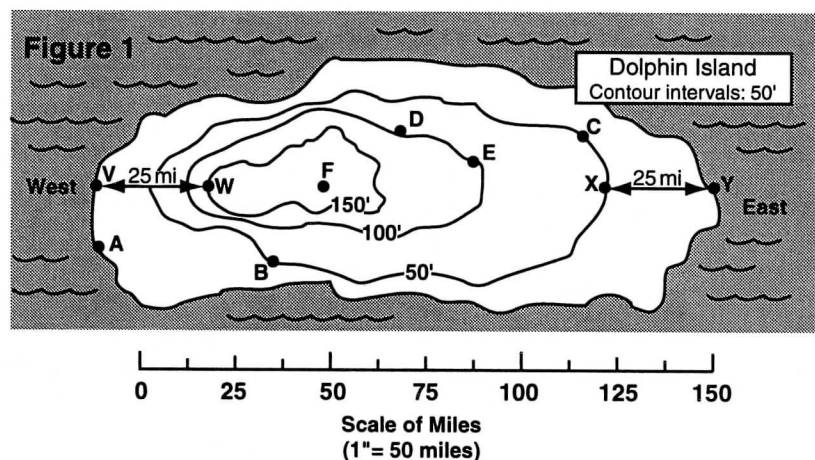 Figure 1
Dolphin Island
Contour intervals: 50'
D
C
E
V
25 mi
W
F
X
25 mi
Y
West
East
150'
100'
A
B
50'
0
25
50
75
100
125
150
Scale of Miles
(1"= 50 miles)